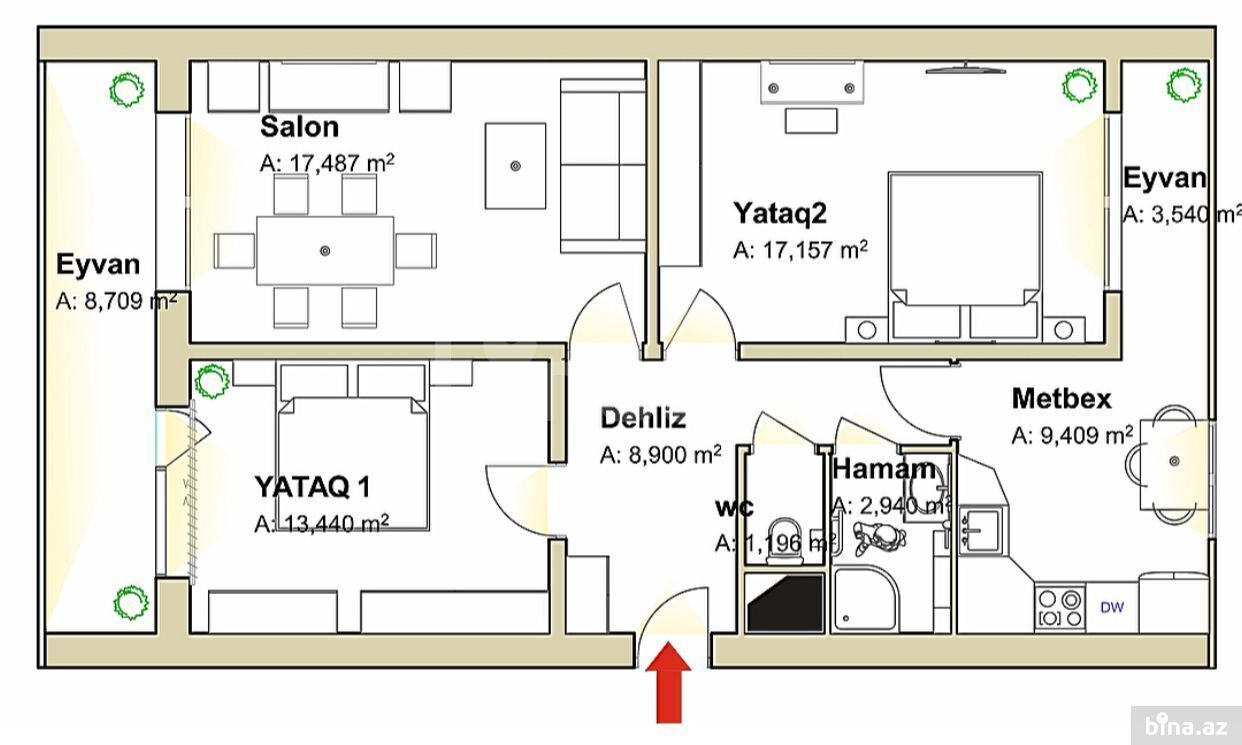 Salon
A: 17,487 m²
Yataq2
A: 17,157 m²
Eyvan
A: 3,540 m²
Eyvan
A: 8,709 m²
YATAQ 1
A: 13,440 m²
Dehliz
A: 8,900 m²
Metbex
A: 9,409 m²
wc
A: 1,196 m²
Hamam
A: 2,940 m²
DW
bina.az